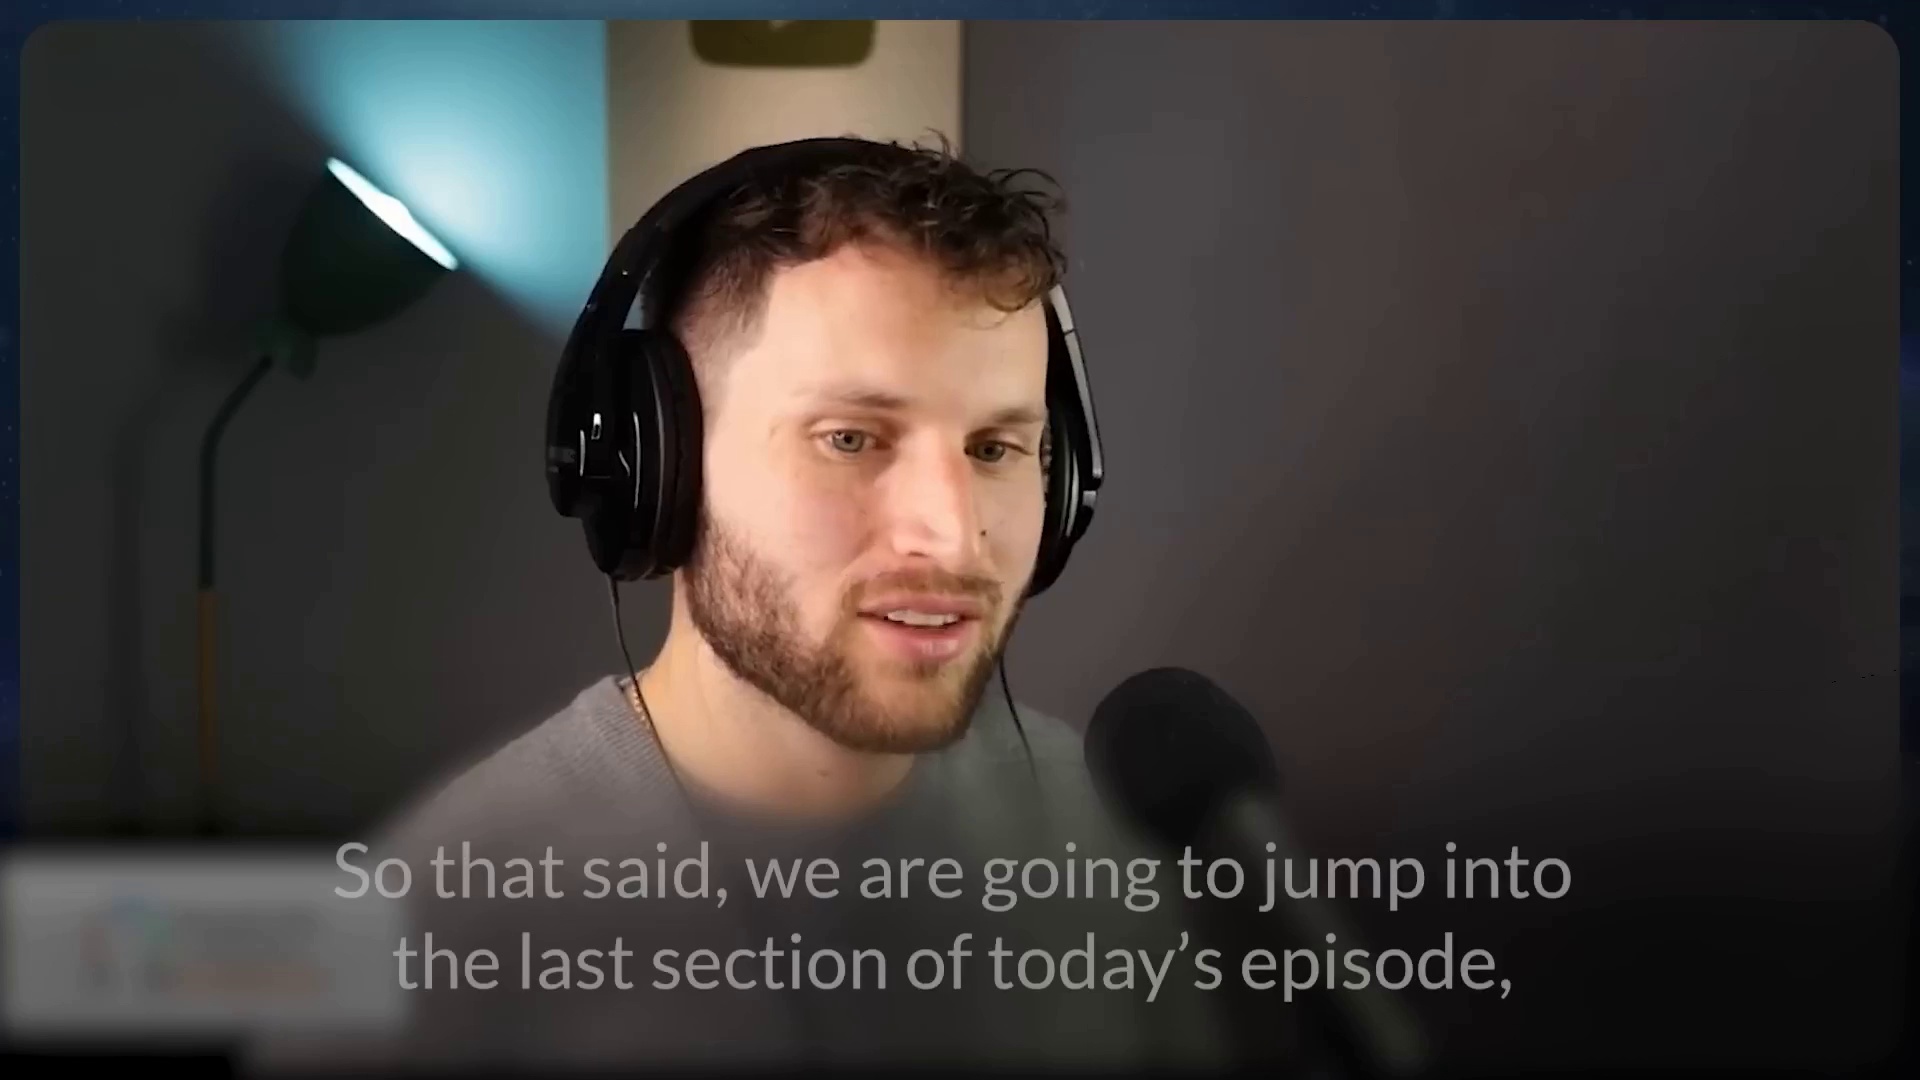 So that said, we are going to jump into
the last section of today’s episode,